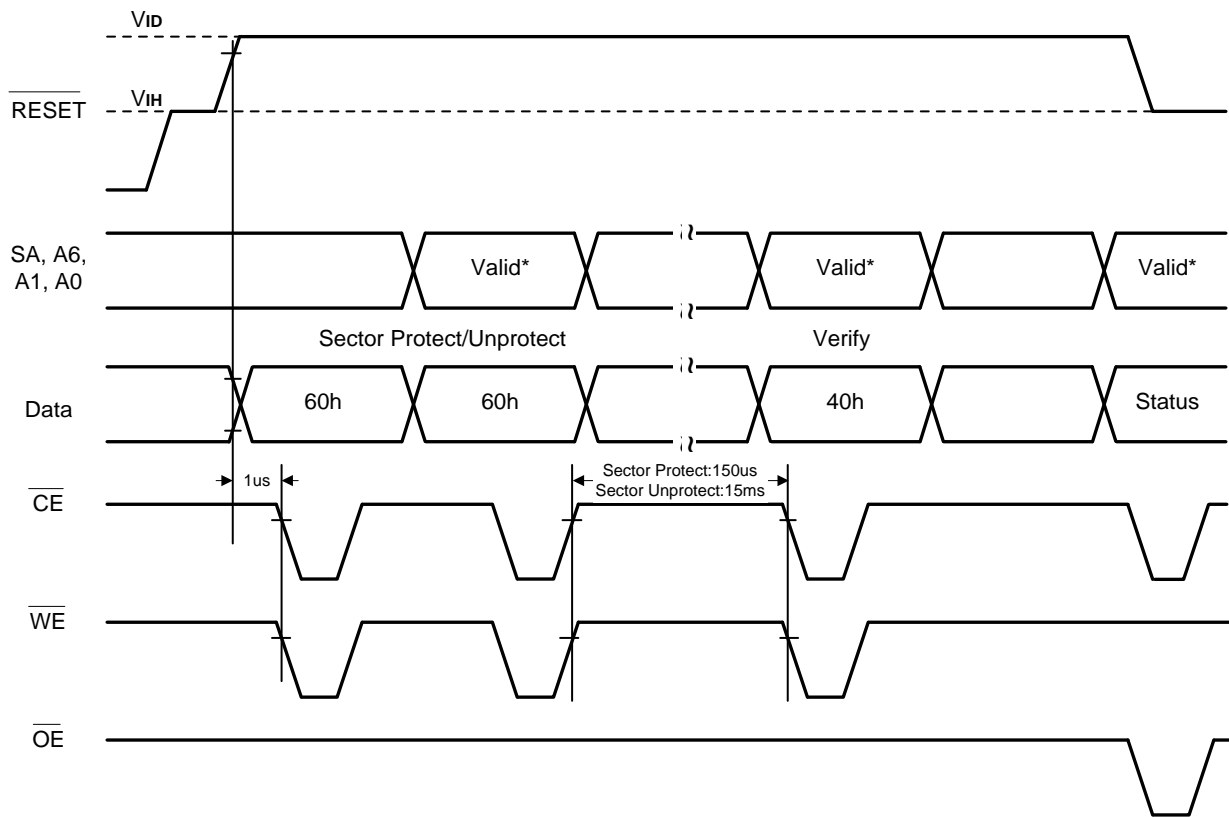 VID
RESET
VIH
SA, A6,
A1, A0
Valid*
Valid*
Valid*
Sector Protect/Unprotect
Verify
Data
60h
60h
40h
Status
1us
Sector Protect:150us
Sector Unprotect:15ms
CE
WE
OE